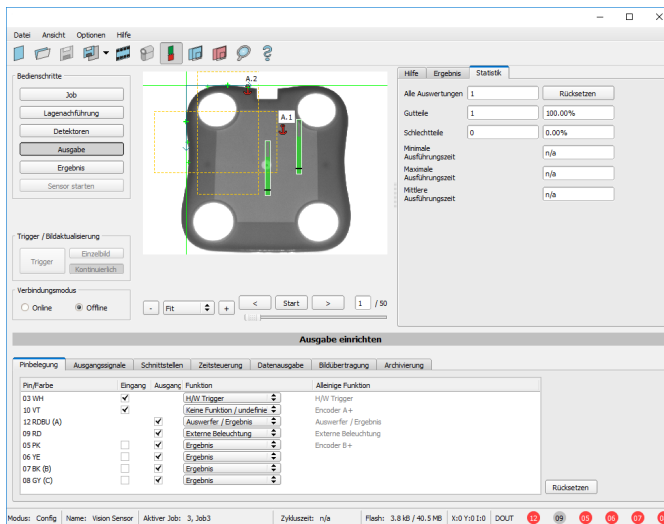 Datei Ansicht Optionen Hilfe
Bedienschritte
Job
Lagenachführung
Detektoren
Ausgabe
Ergebnis
Sensor starten
Trigger / Bildaktualisierung
Trigger
Einzelbild
Kontinuierlich
Verbindungsmodus
Online Offline
A.2
A.1
- Fit + < Start > 1 / 50
Hilfe Ergebnis Statistik
Alle Auswertungen 1 Rücksetzen
Gutteile 1 100.00%
Schlechtteile 0 0.00%
Minimale
Ausführungszeit n/a
Maximale
Ausführungszeit n/a
Mittlere
Ausführungszeit n/a
Ausgabe einrichten
Pinbelegung Ausgangssignale Schnittstellen Zeitsteuerung Datenausgabe Bildübertragung Archivierung
Pin/Farbe Eingang Ausgang Funktion Alleinige Funktion
03 WH H/W Trigger H/W Trigger
10 VT Keine Funktion / undefinie Encoder A+
12 RDBU (A) Auswerfer / Ergebnis Auswerfer / Ergebnis
09 RD Externe Beleuchtung Externe Beleuchtung
05 PK Ergebnis Encoder B+
06 YE Ergebnis
07 BK (B) Ergebnis
08 GY (C) Ergebnis
Rücksetzen
Modus: Config Name: Vision Sensor Aktiver Job: 3, Job3 Zykluszeit: n/a Flash: 3.8 kB / 40.5 MB X:0 Y:0 I:0 DOUT 12 09 05 06 07